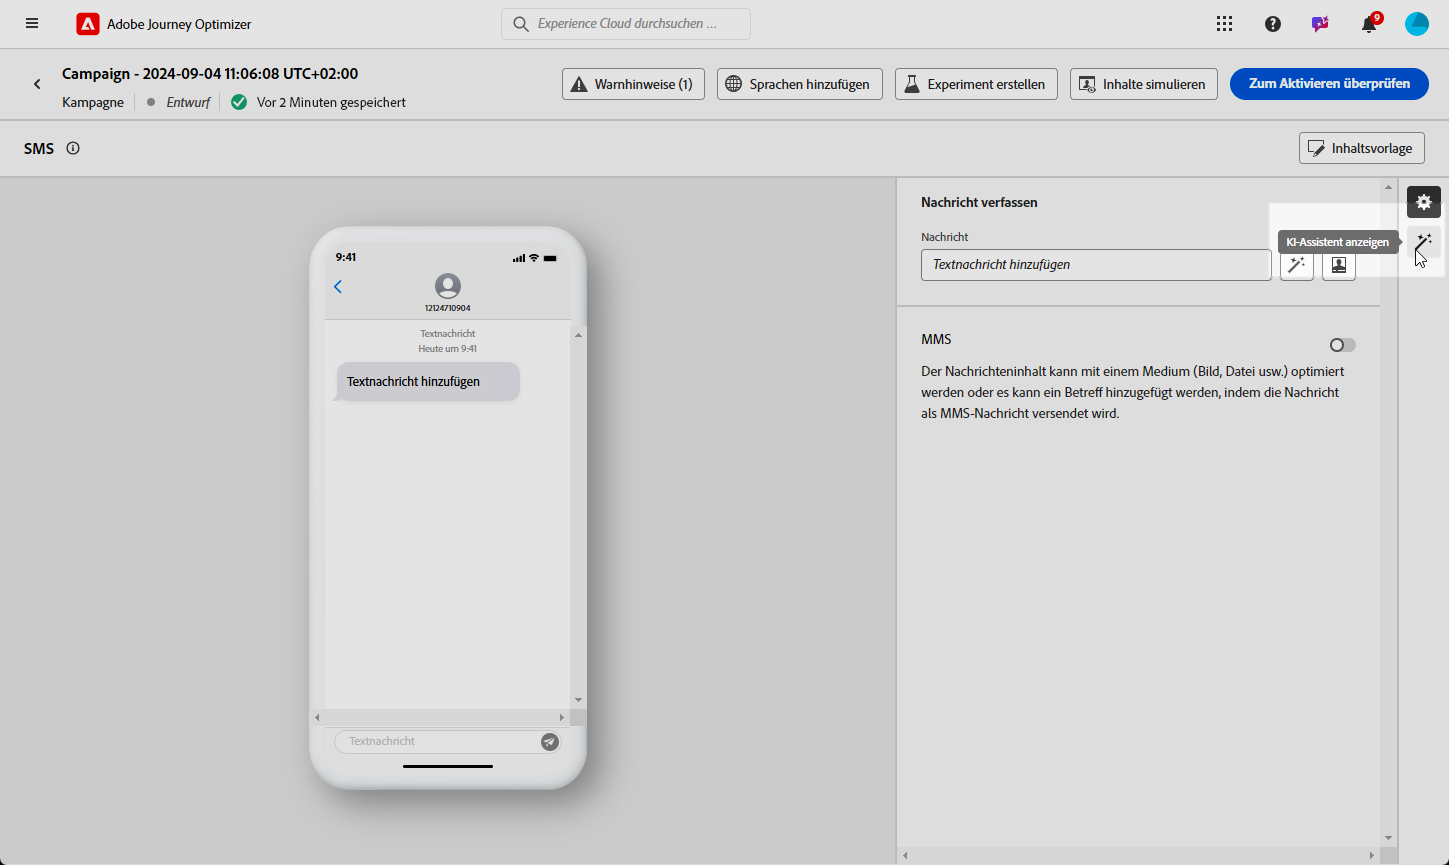 Adobe Journey Optimizer
Experience Cloud durchsuchen ...
9
Campaign - 2024-09-04 11:06:08 UTC+02:00
Kampagne
Entwurf
Vor 2 Minuten gespeichert
Warnhinweise (1)
Sprachen hinzufügen
Experiment erstellen
Inhalte simulieren
Zum Aktivieren überprüfen
SMS
Inhaltsvorlage
9:41
12124710904
Textnachricht
Heute um 9:41
Textnachricht hinzufügen
Textnachricht
Nachricht verfassen
Nachricht
KI-Assistent anzeigen
Textnachricht hinzufügen
MMS
Der Nachrichteninhalt kann mit einem Medium (Bild, Datei usw.) optimiert
werden oder es kann ein Betreff hinzugefügt werden, indem die Nachricht
als MMS-Nachricht versendet wird.